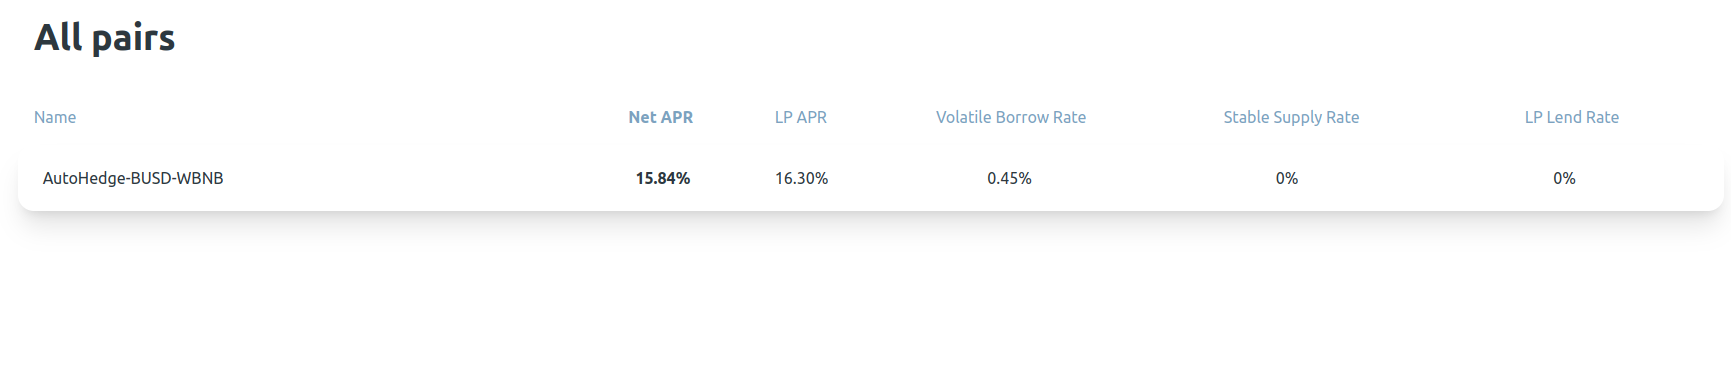 All pairs
Name Net APR LP APR Volatile Borrow Rate Stable Supply Rate LP Lend Rate
AutoHedge-BUSD-WBNB 15.84% 16.30% 0.45% 0% 0%